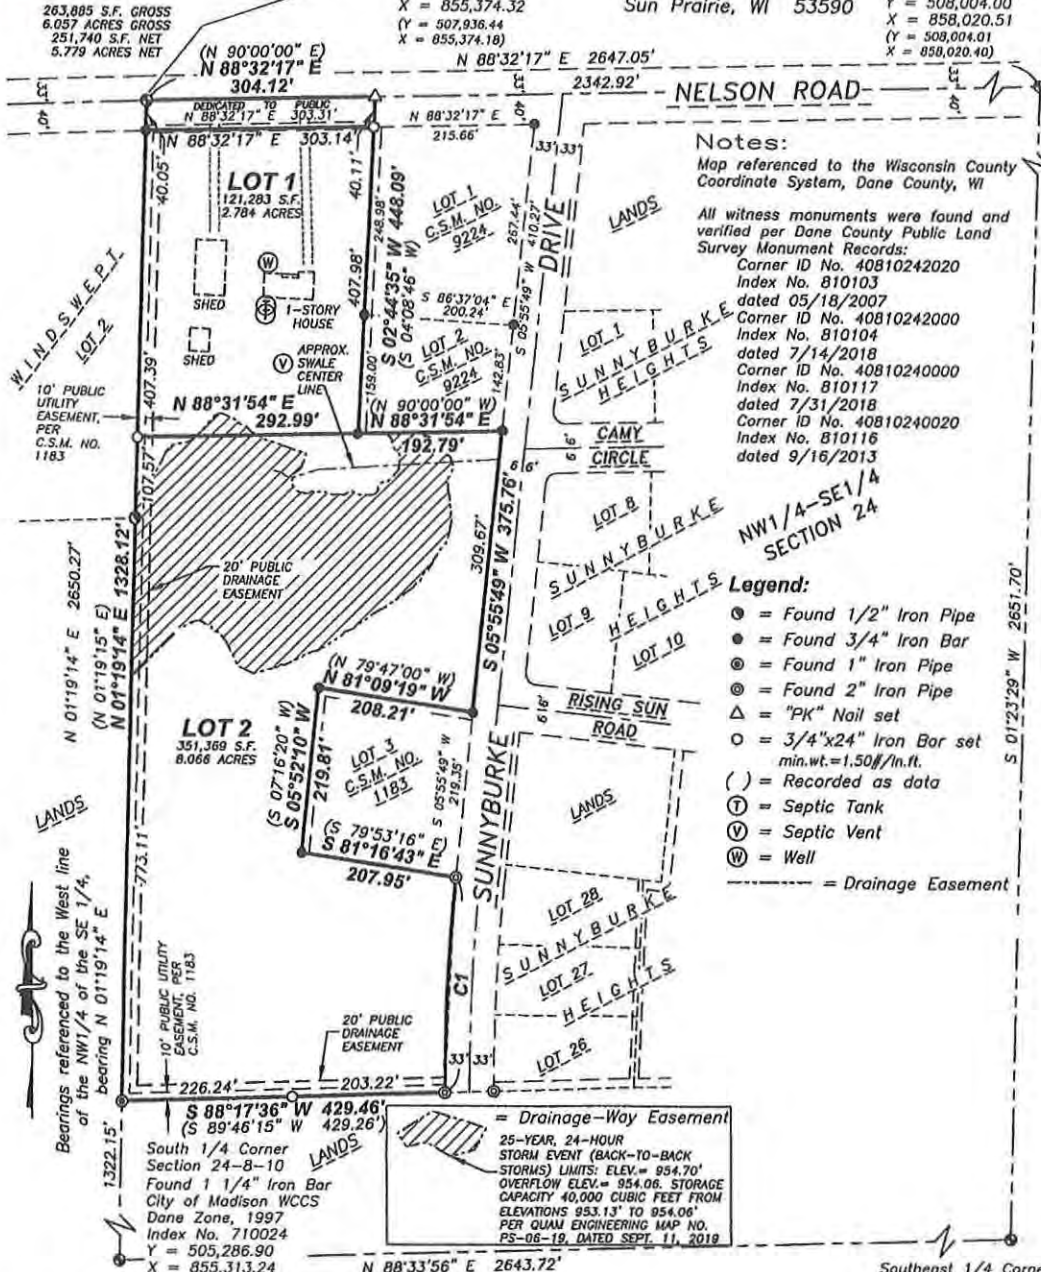 263,885 S.F. GROSS
6.057 ACRES GROSS
251,740 S.F. NET
5.779 ACRES NET
X = 855,374.32
(Y = 507,936.44
X = 855,374.18)
Sun Prairie, WI 53590
Y = 508,004.00
X = 858,020.51
(Y = 508,004.01
X = 858,020.40)
(N 90°00'00" E)
N 88°32'17" E
304.12'
N 88°32'17" E 2647.05'
2342.92'
NELSON ROAD
33'
40'
33'
40'
33'
40'
DEDICATED TO PUBLIC
N 88°32'17" E 303.31'
N 88°32'17" E 303.14'
N 88°32'17" E
215.66'
33' 33'
40.05'
40.11'
LOT 1
121,283 S.F.
2.784 ACRES
248.98'
407.98'
S 02°44'35" W 448.09'
(S 04°08'46" W)
LOT 1
C.S.M. NO.
9224
267.44'
410.27'
S 05°55'49" W
DRIVE
LANDS
W
T
SHED
SHED
1-STORY
HOUSE
V
APPROX.
SWALE
CENTER
LINE
S 86°37'04" E
200.24'
LOT 2
C.S.M. NO.
9224
159.00'
142.83'
LOT 1
SUNNYBURKE
HEIGHTS
WINDSWEPT
LOT 2
407.39'
10' PUBLIC
UTILITY
EASEMENT,
PER
C.S.M. NO.
1183
N 88°31'54" E
292.99'
(N 90°00'00" W)
N 88°31'54" E
192.79'
CAMY
CIRCLE
6'6'
6'6'
Notes:
Map referenced to the Wisconsin County
Coordinate System, Dane County, WI
All witness monuments were found and
verified per Dane County Public Land
Survey Monument Records:
Corner ID No. 40810242020
Index No. 810103
dated 05/18/2007
Corner ID No. 40810242000
Index No. 810104
dated 7/14/2018
Corner ID No. 40810240000
Index No. 810117
dated 7/31/2018
Corner ID No. 40810240020
Index No. 810116
dated 9/16/2013
NW1/4-SE1/4
SECTION 24
107.57'
20' PUBLIC
DRAINAGE
EASEMENT
309.67'
S 05°55'49" W 375.76'
LOT 8
SUNNYBURKE
HEIGHTS
LOT 9
LOT 10
N 01°19'14" E 2650.27'
(N 01°19'15" E)
N 01°19'14" E 1328.12'
S 01°23'29" W 2651.70'
Legend:
= Found 1/2" Iron Pipe
= Found 3/4" Iron Bar
= Found 1" Iron Pipe
= Found 2" Iron Pipe
= "PK" Nail set
= 3/4"x24" Iron Bar set
min.wt.=1.50#/in.ft.
( ) = Recorded as data
T = Septic Tank
V = Septic Vent
W = Well
= Drainage Easement
(N 79°47'00" W)
N 81°09'19" W
208.21'
6'6'
RISING SUN
ROAD
LOT 2
351,369 S.F.
8.066 ACRES
(S 07°16'20" W)
S 05°52'10" W
219.81'
LOT 3
C.S.M. NO.
1183
S 05°55'49" W
219.35'
(S 79°53'16" E)
S 81°16'43" E
207.95'
SUNNYBURKE
LANDS
LANDS
773.11'
Bearings referenced to the West line
of the NW1/4 of the SE 1/4,
bearing N 01°19'14" E
LOT 28
SUNNYBURKE
LOT 27
HEIGHTS
LOT 26
C1
10' PUBLIC UTILITY
EASEMENT, PER
C.S.M. NO. 1183
20' PUBLIC
DRAINAGE
EASEMENT
33' 33'
226.24'
203.22'
S 88°17'36" W 429.46'
(S 89°46'15" W 429.26')
LANDS
1322.15'
South 1/4 Corner
Section 24-8-10
Found 1 1/4" Iron Bar
City of Madison WCCS
Dane Zone, 1997
Index No. 710024
Y = 505,286.90
X = 855,313.24
= Drainage-Way Easement
25-YEAR, 24-HOUR
STORM EVENT (BACK-TO-BACK
STORMS) LIMITS: ELEV.= 954.70'
OVERFLOW ELEV.= 954.06. STORAGE
CAPACITY 40,000 CUBIC FEET FROM
ELEVATIONS 953.13' TO 954.06'
PER QUAM ENGINEERING MAP NO.
PS-06-19, DATED SEPT. 11, 2019
N 88°33'56" E 2643.72'
Southeast 1/4 Corne